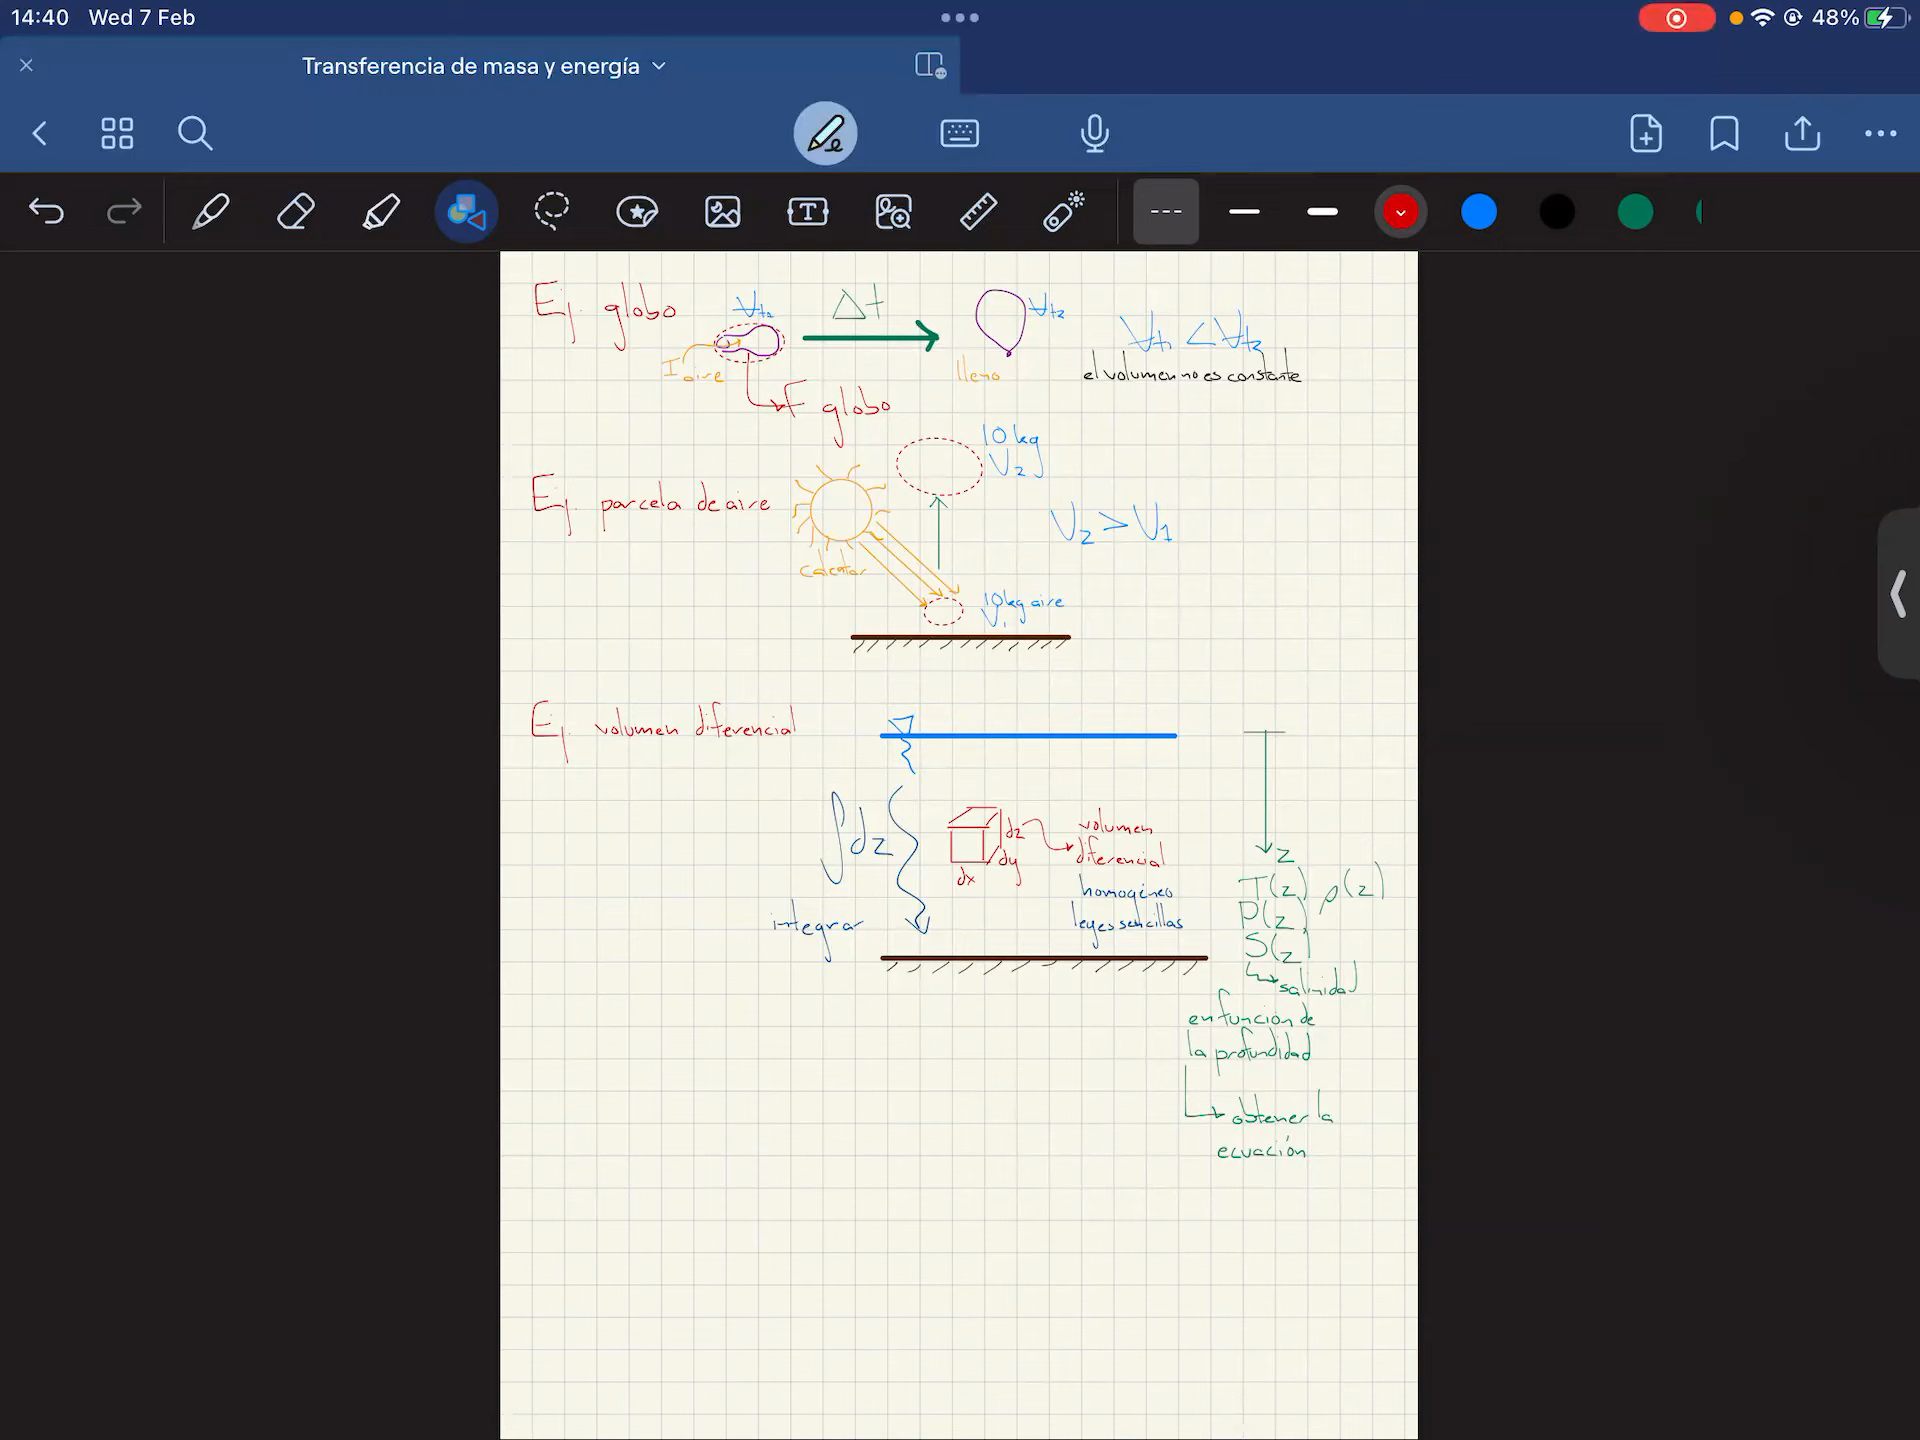 14:40 Wed 7 Feb
48%
Transferencia de masa y energía
Ej. globo
Vt1
Δt
Vt2
Vt1 < Vt2
I aire
lleno
el volumen no es constante
F globo
10 kg
V2
Ej. parcela de aire
V2 > V1
Calentar
10 kg aire
V1
Ej. volumen diferencial
∫dz
dz
dy
dx
volumen
diferencial
homogéneo
leyes sencillas
integrar
z
T(z) ρ(z)
P(z)
S(z)
salinidad
en función de
la profundidad
obtener la
ecuación